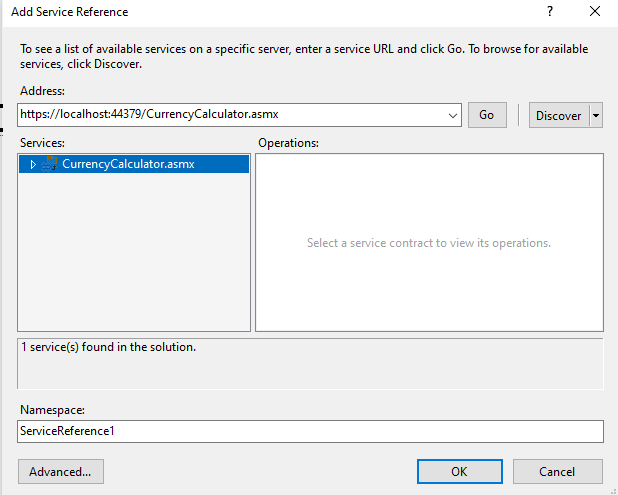 Add Service Reference
?
To see a list of available services on a specific server, enter a service URL and click Go. To browse for available
services, click Discover.
Address:
https://localhost:44379/CurrencyCalculator.asmx
Go
Discover
Services:
Operations:
CurrencyCalculator.asmx
Select a service contract to view its operations.
1 service(s) found in the solution.
Namespace:
ServiceReference1
Advanced...
OK
Cancel